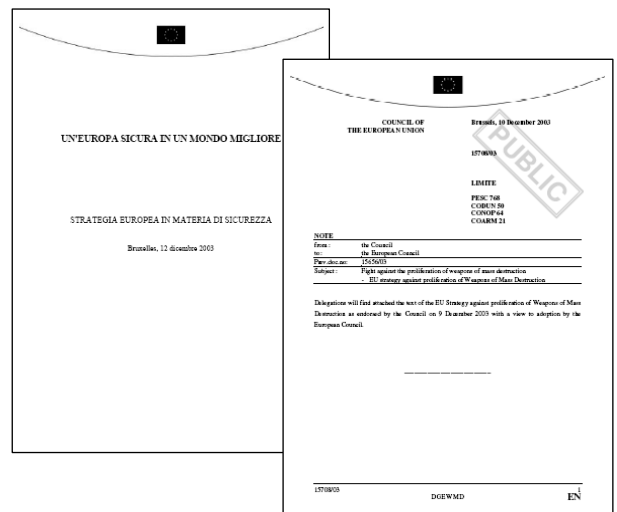 UN'EUROPA SICURA IN UN MONDO MIGLIORE
STRATEGIA EUROPEA IN MATERIA DI SICUREZZA
Bruxelles, 12 dicembre 2003
COUNCIL OF
THE EUROPEAN UNION
Brussels, 10 December 2003
15708/03
LIMITE
PESC 768
CODUN 50
CONOP 64
COARM 21
PUBLIC
NOTE
from : the Council
to : the European Council
Prev.doc.no: 15656/03
Subject : Fight against the proliferation of weapons of mass destruction
- EU strategy against proliferation of Weapons of Mass Destruction
Delegations will find attached the text of the EU Strategy against proliferation of Weapons of Mass
Destruction as endorsed by the Council on 9 December 2003 with a view to adoption by the
European Council.
15708/03 1
DGEWMD EN